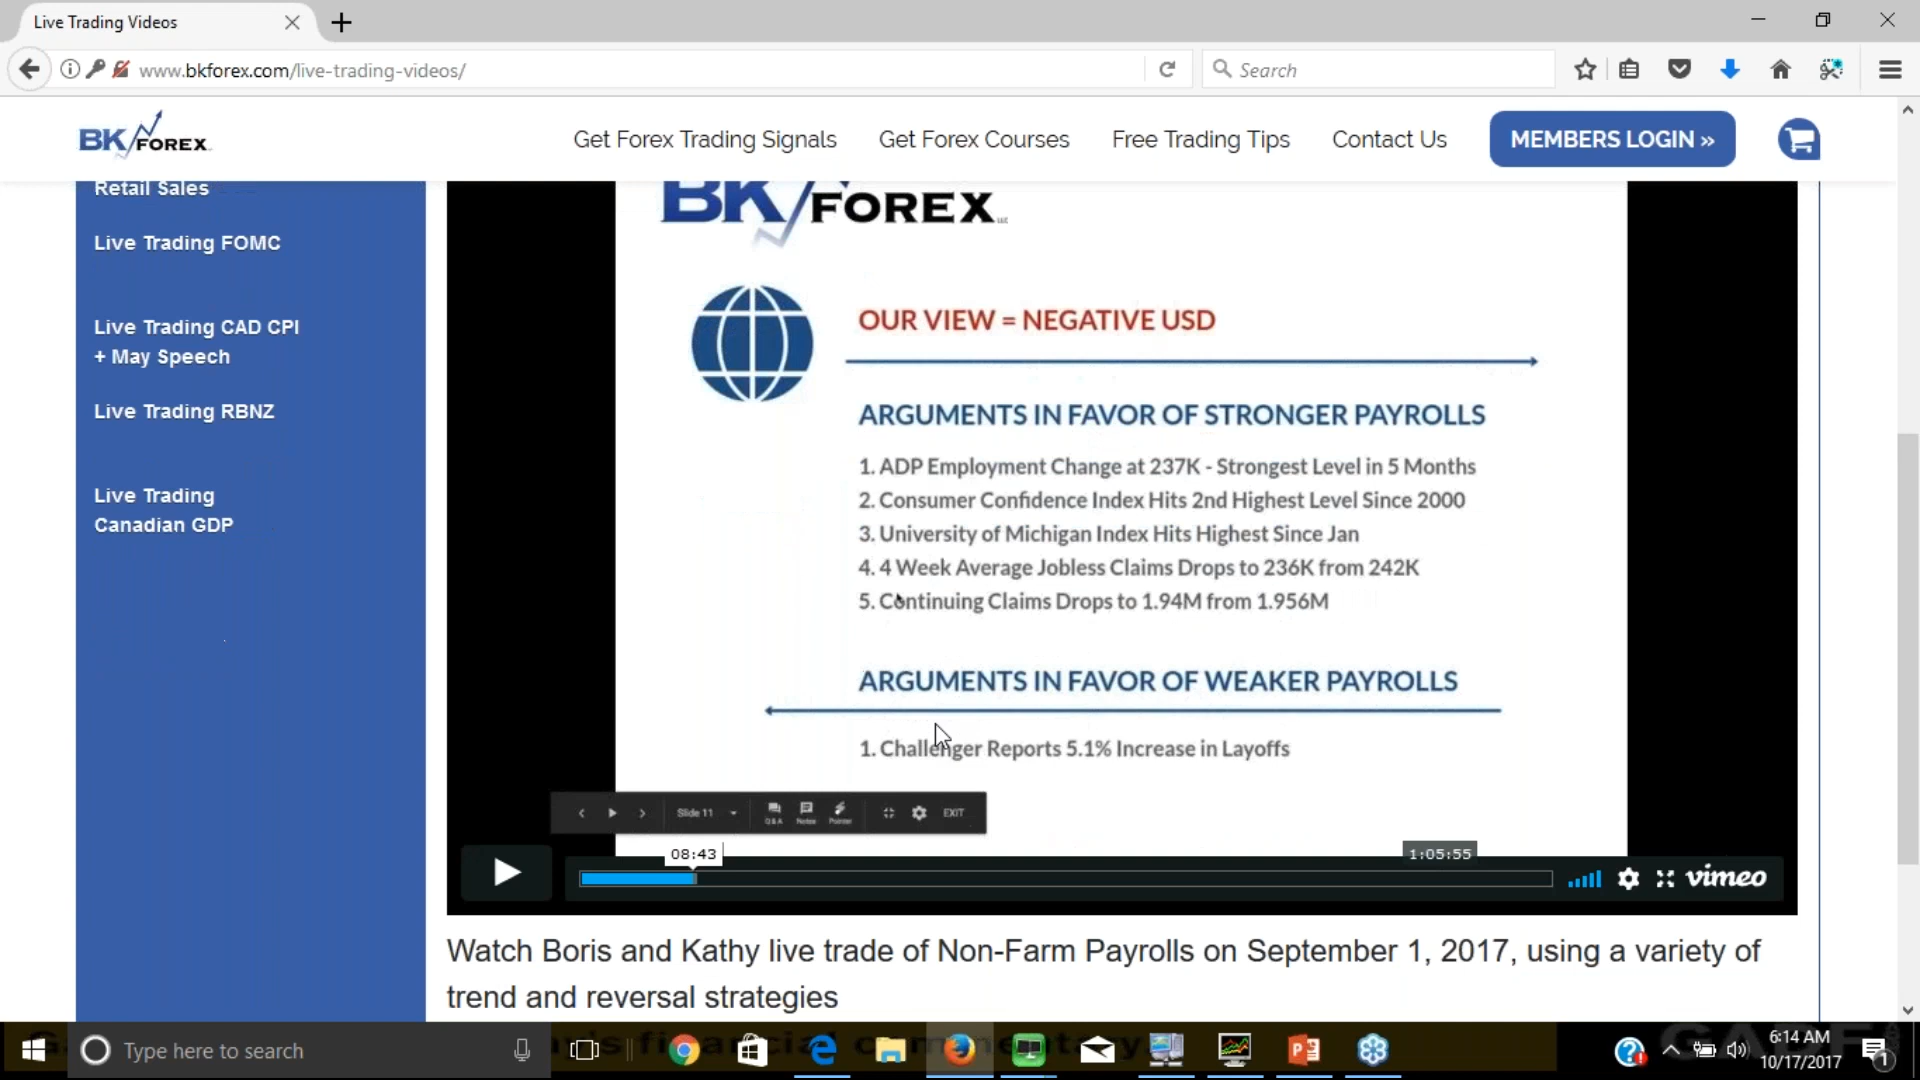 Live Trading Videos
www.bkforex.com/live-trading-videos/
Search
BK FOREX
Get Forex Trading Signals
Get Forex Courses
Free Trading Tips
Contact Us
MEMBERS LOGIN »
Retail Sales
Live Trading FOMC
Live Trading CAD CPI
+ May Speech
Live Trading RBNZ
Live Trading
Canadian GDP
BK FOREX LLC
OUR VIEW = NEGATIVE USD
ARGUMENTS IN FAVOR OF STRONGER PAYROLLS
1. ADP Employment Change at 237K - Strongest Level in 5 Months
2. Consumer Confidence Index Hits 2nd Highest Level Since 2000
3. University of Michigan Index Hits Highest Since Jan
4. 4 Week Average Jobless Claims Drops to 236K from 242K
5. Continuing Claims Drops to 1.94M from 1.956M
ARGUMENTS IN FAVOR OF WEAKER PAYROLLS
1. Challenger Reports 5.1% Increase in Layoffs
Slide 11
Q&A
Notes
Pointer
EXIT
08:43
1:05:55
vimeo
Watch Boris and Kathy live trade of Non-Farm Payrolls on September 1, 2017, using a variety of
trend and reversal strategies
Type here to search
6:14 AM
10/17/2017
1